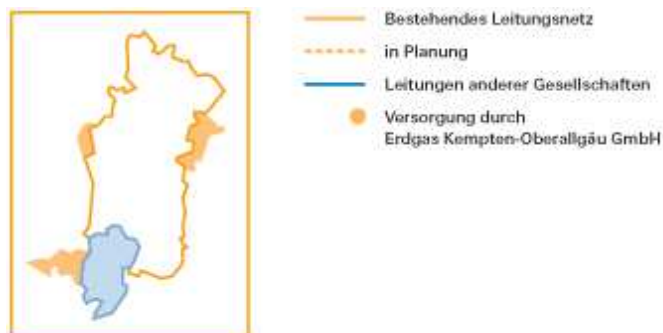 Bestehendes Leitungsnetz
in Planung
Leitungen anderer Gesellschaften
Versorgung durch
Erdgas Kempten-Oberallgäu GmbH